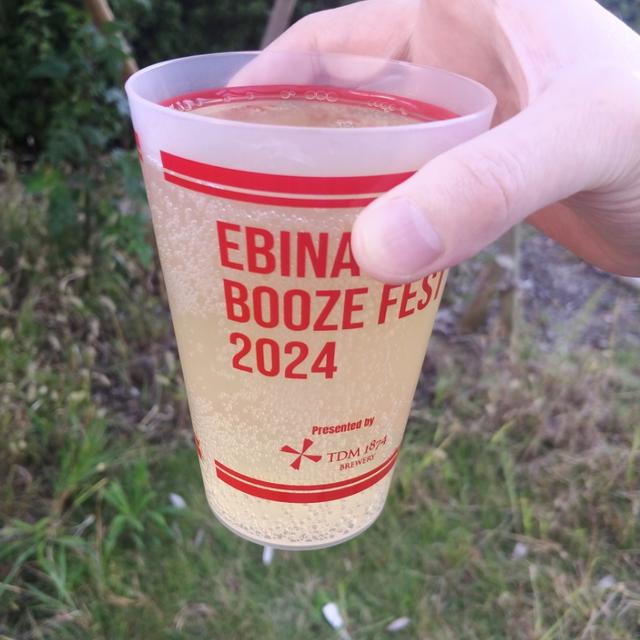 EBINA
BOOZE FEST
2024
Presented by
TDM 1874
BREWERY